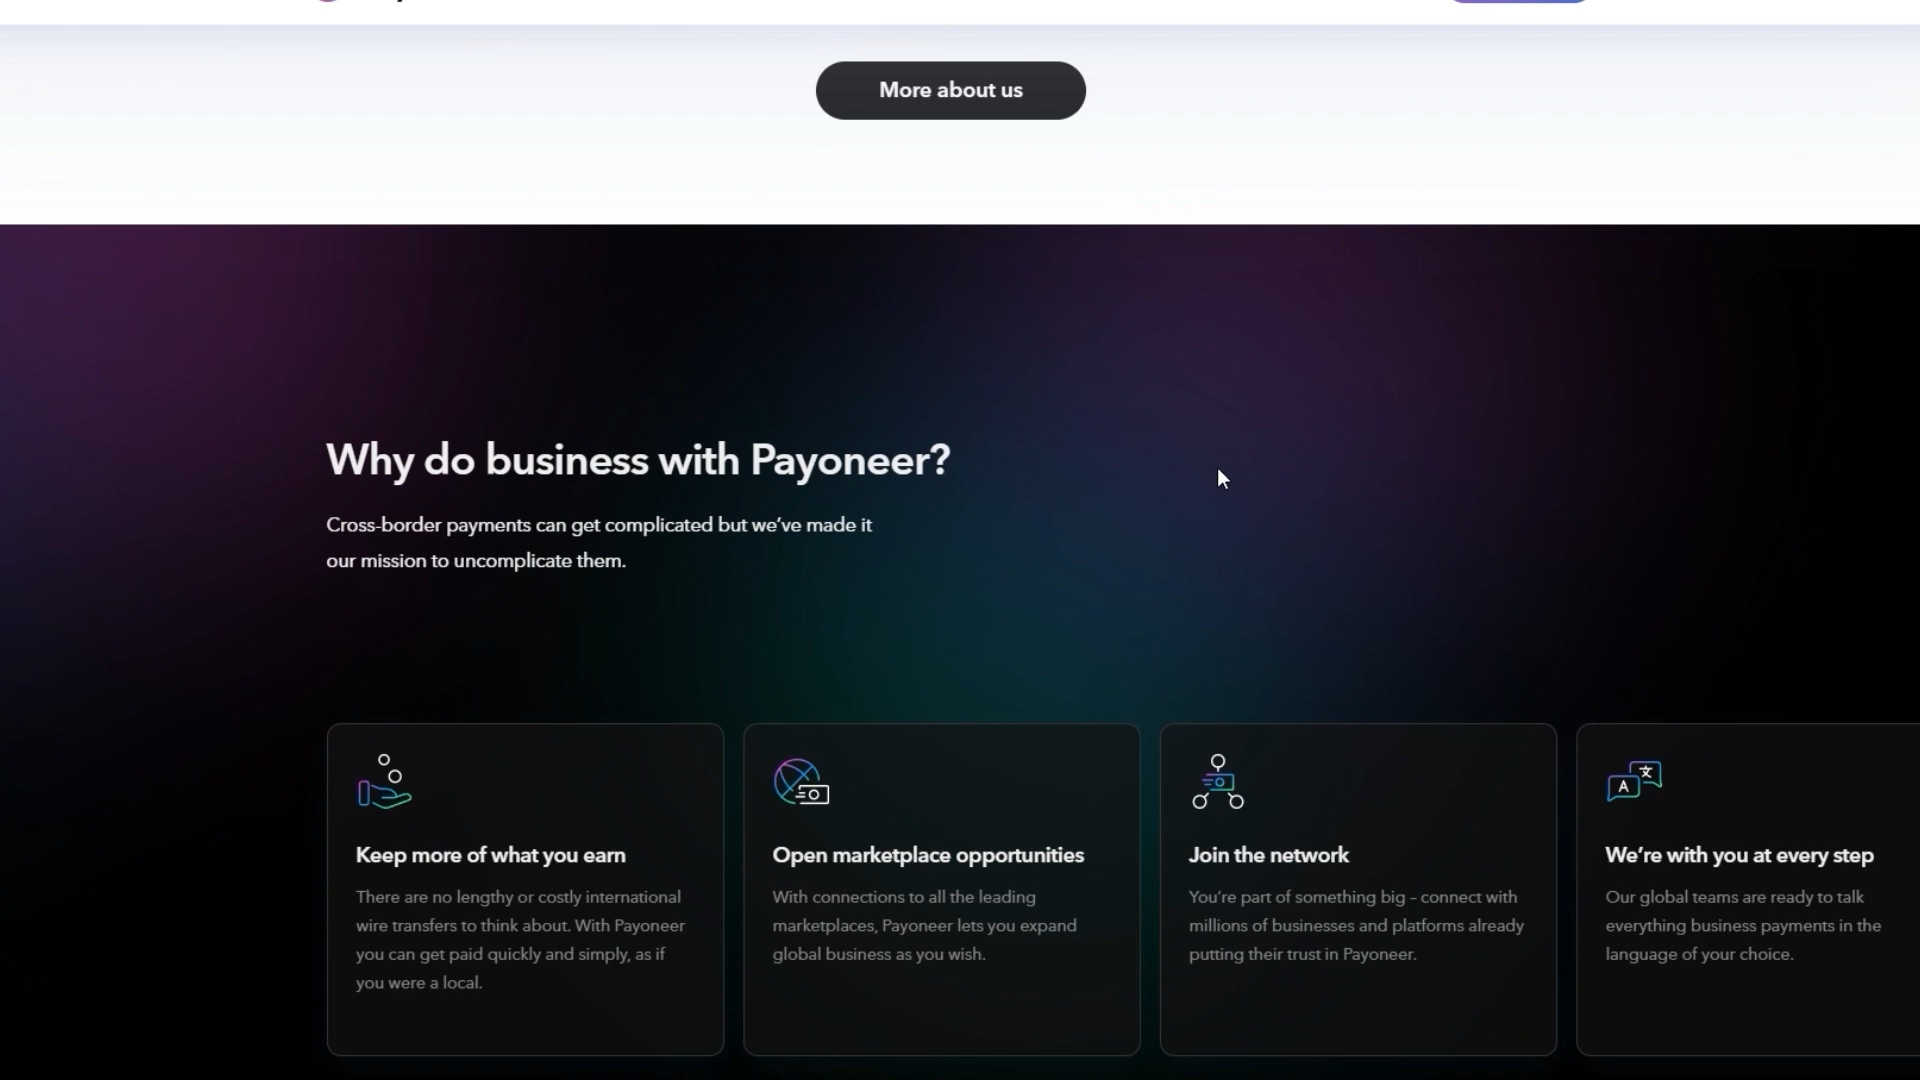 More about us
Why do business with Payoneer?
Cross-border payments can get complicated but we've made it
our mission to uncomplicate them.
Keep more of what you earn
There are no lengthy or costly international
wire transfers to think about. With Payoneer
you can get paid quickly and simply, as if
you were a local.
Open marketplace opportunities
With connections to all the leading
marketplaces, Payoneer lets you expand
global business as you wish.
Join the network
You're part of something big – connect with
millions of businesses and platforms already
putting their trust in Payoneer.
A 文
We're with you at every step
Our global teams are ready to talk
everything business payments in the
language of your choice.